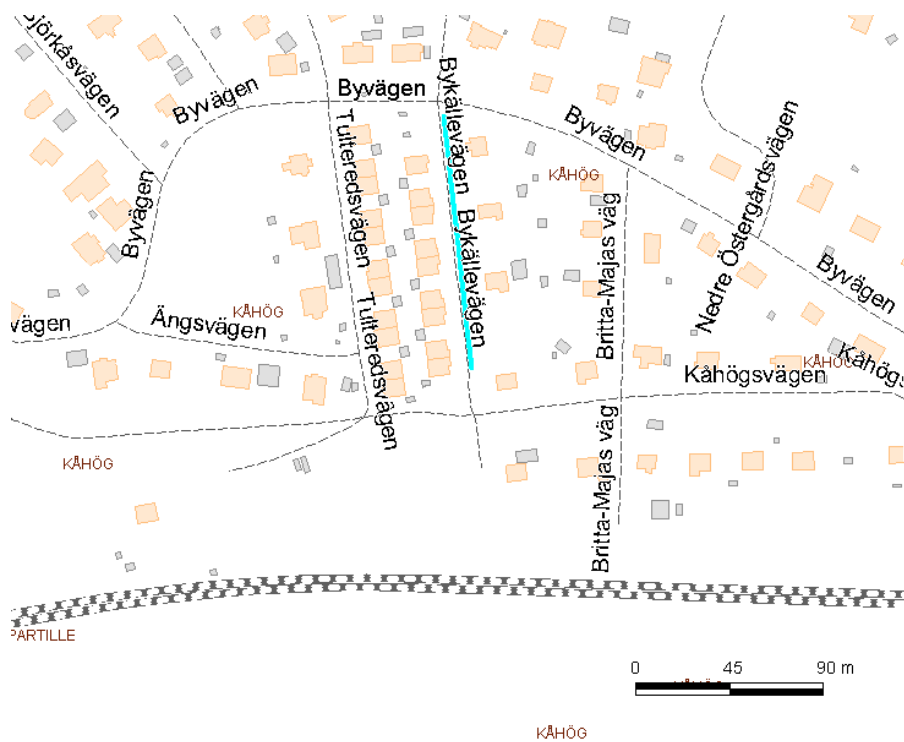 Björkåsvägen
Byvägen
Byvägen
Bykällevägen
Byvägen
Tulteredsvägen
KÅHÖG
Nedre Östergårdsvägen
Byvägen
Bykällevägen
Britta-Majas väg
Byvägen
KÅHÖG
vägen
Ängsvägen
Tulteredsvägen
KÅHÖG
Kåhögs
Kåhögsvägen
Britta-Majas väg
KÅHÖG
PARTILLE
0 45 90 m
KÅHÖG
KÅHÖG